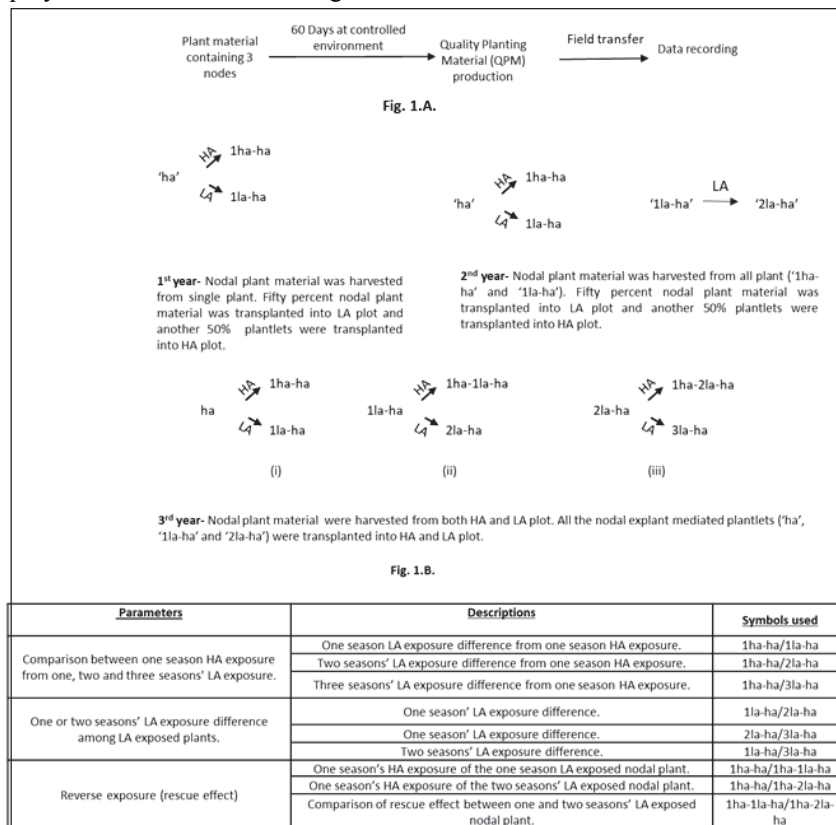 Plant material containing 3 nodes
60 Days at controlled environment
Quality Planting Material (QPM) production
Field transfer
Data recording
Fig. 1.A.
'ha'
HA
1ha-ha
LA
1la-ha
'ha'
HA
1ha-ha
LA
1la-ha
'1la-ha'
LA
'2la-ha'
1st year- Nodal plant material was harvested
from single plant. Fifty percent nodal plant
material was transplanted into LA plot and
another 50% plantlets were transplanted
into HA plot.
2nd year- Nodal plant material was harvested from all plant ('1ha-
ha' and '1la-ha'). Fifty percent nodal plant material was
transplanted into LA plot and another 50% plantlets were
transplanted into HA plot.
ha
HA
1ha-ha
LA
1la-ha
(i)
1la-ha
HA
1ha-1la-ha
LA
2la-ha
(ii)
2la-ha
HA
1ha-2la-ha
LA
3la-ha
(iii)
3rd year- Nodal plant material were harvested from both HA and LA plot. All the nodal explant mediated plantlets ('ha',
'1la-ha' and '2la-ha') were transplanted into HA and LA plot.
Fig. 1.B.
Parameters Descriptions Symbols used
Comparison between one season HA exposure
from one, two and three seasons' LA exposure.
One season LA exposure difference from one season HA exposure. 1ha-ha/1la-ha
Two seasons' LA exposure difference from one season HA exposure. 1ha-ha/2la-ha
Three seasons' LA exposure difference from one season HA exposure. 1ha-ha/3la-ha
One or two seasons' LA exposure difference
among LA exposed plants.
One season' LA exposure difference. 1la-ha/2la-ha
One season' LA exposure difference. 2la-ha/3la-ha
Two seasons' LA exposure difference. 1la-ha/3la-ha
Reverse exposure (rescue effect)
One season's HA exposure of the one season LA exposed nodal plant. 1ha-ha/1ha-1la-ha
One season's HA exposure of the two seasons' LA exposed nodal plant. 1ha-ha/1ha-2la-ha
Comparison of rescue effect between one and two seasons' LA exposed
nodal plant.
1ha-1la-ha/1ha-2la-
ha